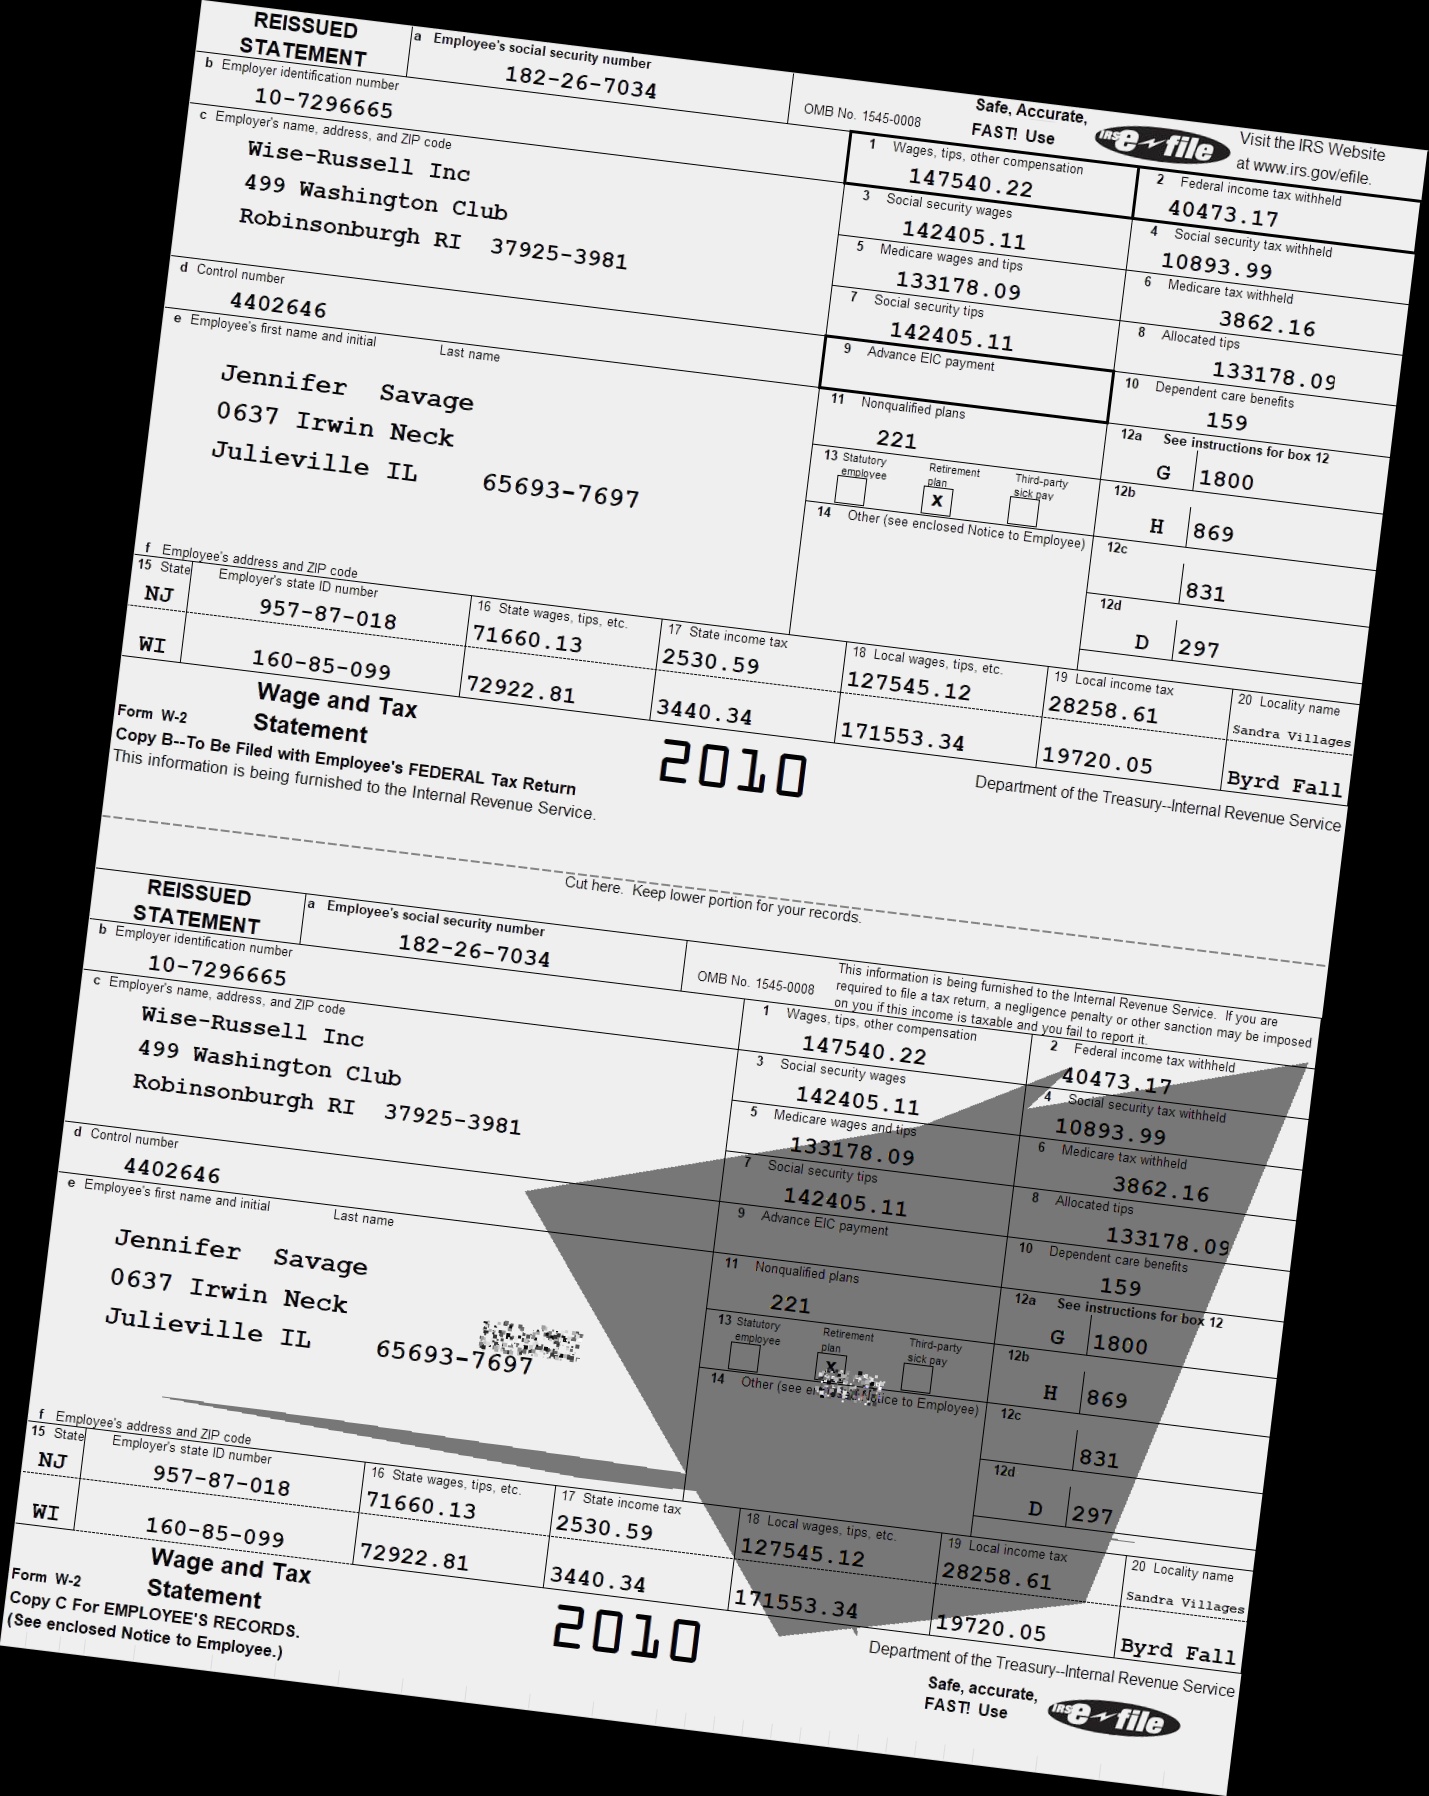 REISSUED
STATEMENT
a Employee's social security number
182-26-7034
OMB No. 1545-0008
Safe, Accurate,
FAST! Use
IRS e-file
Visit the IRS Website
at www.irs.gov/efile.
b Employer identification number
10-7296665
c Employer's name, address, and ZIP code
Wise-Russell Inc
499 Washington Club
Robinsonburgh RI 37925-3981
1 Wages, tips, other compensation
147540.22
2 Federal income tax withheld
40473.17
3 Social security wages
142405.11
4 Social security tax withheld
10893.99
5 Medicare wages and tips
133178.09
6 Medicare tax withheld
3862.16
d Control number
4402646
7 Social security tips
142405.11
8 Allocated tips
133178.09
e Employee's first name and initial Last name
Jennifer Savage
0637 Irwin Neck
Julieville IL 65693-7697
9 Advance EIC payment
10 Dependent care benefits
159
11 Nonqualified plans
221
12a See instructions for box 12
G 1800
13 Statutory employee Retirement plan Third-party sick pay
X
12b
H 869
14 Other (see enclosed Notice to Employee)
12c
831
12d
D 297
f Employee's address and ZIP code
15 State Employer's state ID number
NJ 957-87-018
WI 160-85-099
16 State wages, tips, etc.
71660.13
72922.81
17 State income tax
2530.59
3440.34
18 Local wages, tips, etc.
127545.12
171553.34
19 Local income tax
28258.61
19720.05
20 Locality name
Sandra Villages
Byrd Fall
Form W-2
Wage and Tax
Statement
2010
Department of the Treasury--Internal Revenue Service
Copy B--To Be Filed with Employee's FEDERAL Tax Return
This information is being furnished to the Internal Revenue Service.
Cut here. Keep lower portion for your records.
REISSUED
STATEMENT
a Employee's social security number
182-26-7034
OMB No. 1545-0008
This information is being furnished to the Internal Revenue Service. If you are
required to file a tax return, a negligence penalty or other sanction may be imposed
on you if this income is taxable and you fail to report it.
b Employer identification number
10-7296665
c Employer's name, address, and ZIP code
Wise-Russell Inc
499 Washington Club
Robinsonburgh RI 37925-3981
1 Wages, tips, other compensation
147540.22
2 Federal income tax withheld
40473.17
3 Social security wages
142405.11
4 Social security tax withheld
10893.99
5 Medicare wages and tips
133178.09
6 Medicare tax withheld
3862.16
d Control number
4402646
7 Social security tips
142405.11
8 Allocated tips
133178.09
e Employee's first name and initial Last name
Jennifer Savage
0637 Irwin Neck
Julieville IL 65693-7697
9 Advance EIC payment
10 Dependent care benefits
159
11 Nonqualified plans
221
12a See instructions for box 12
G 1800
13 Statutory employee Retirement plan Third-party sick pay
X
12b
H 869
14 Other (see Notice to Employee)
12c
831
12d
D 297
f Employee's address and ZIP code
15 State Employer's state ID number
NJ 957-87-018
WI 160-85-099
16 State wages, tips, etc.
71660.13
72922.81
17 State income tax
2530.59
3440.34
18 Local wages, tips, etc.
127545.12
171553.34
19 Local income tax
28258.61
19720.05
20 Locality name
Sandra Villages
Byrd Fall
Form W-2
Wage and Tax
Statement
2010
Department of the Treasury--Internal Revenue Service
Copy C For EMPLOYEE'S RECORDS.
(See enclosed Notice to Employee.)
Safe, accurate,
FAST! Use
IRS e-file